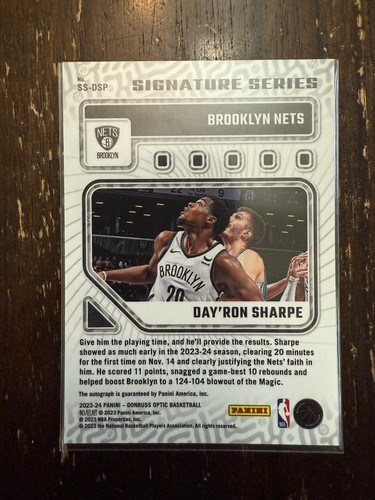 No.
SS-DSP
SIGNATURE SERIES
BROOKLYN NETS
NETS
B
BROOKLYN
BROOKLYN
20
DAY'RON SHARPE
Give him the playing time, and he'll provide the results. Sharpe
showed as much early in the 2023-24 season, clearing 20 minutes
for the first time on Nov. 14 and clearly justifying the Nets' faith in
him. He scored 11 points, snagged a game-best 10 rebounds and
helped boost Brooklyn to a 124-104 blowout of the Magic.
The autograph is guaranteed by Panini America, Inc.
2023-24 PANINI - DONRUSS OPTIC BASKETBALL
© 2023 Panini America, Inc.
© 2023 NBA Properties, Inc.
© 2023 the National Basketball Players Association. All rights reserved.
PANINI
NBA